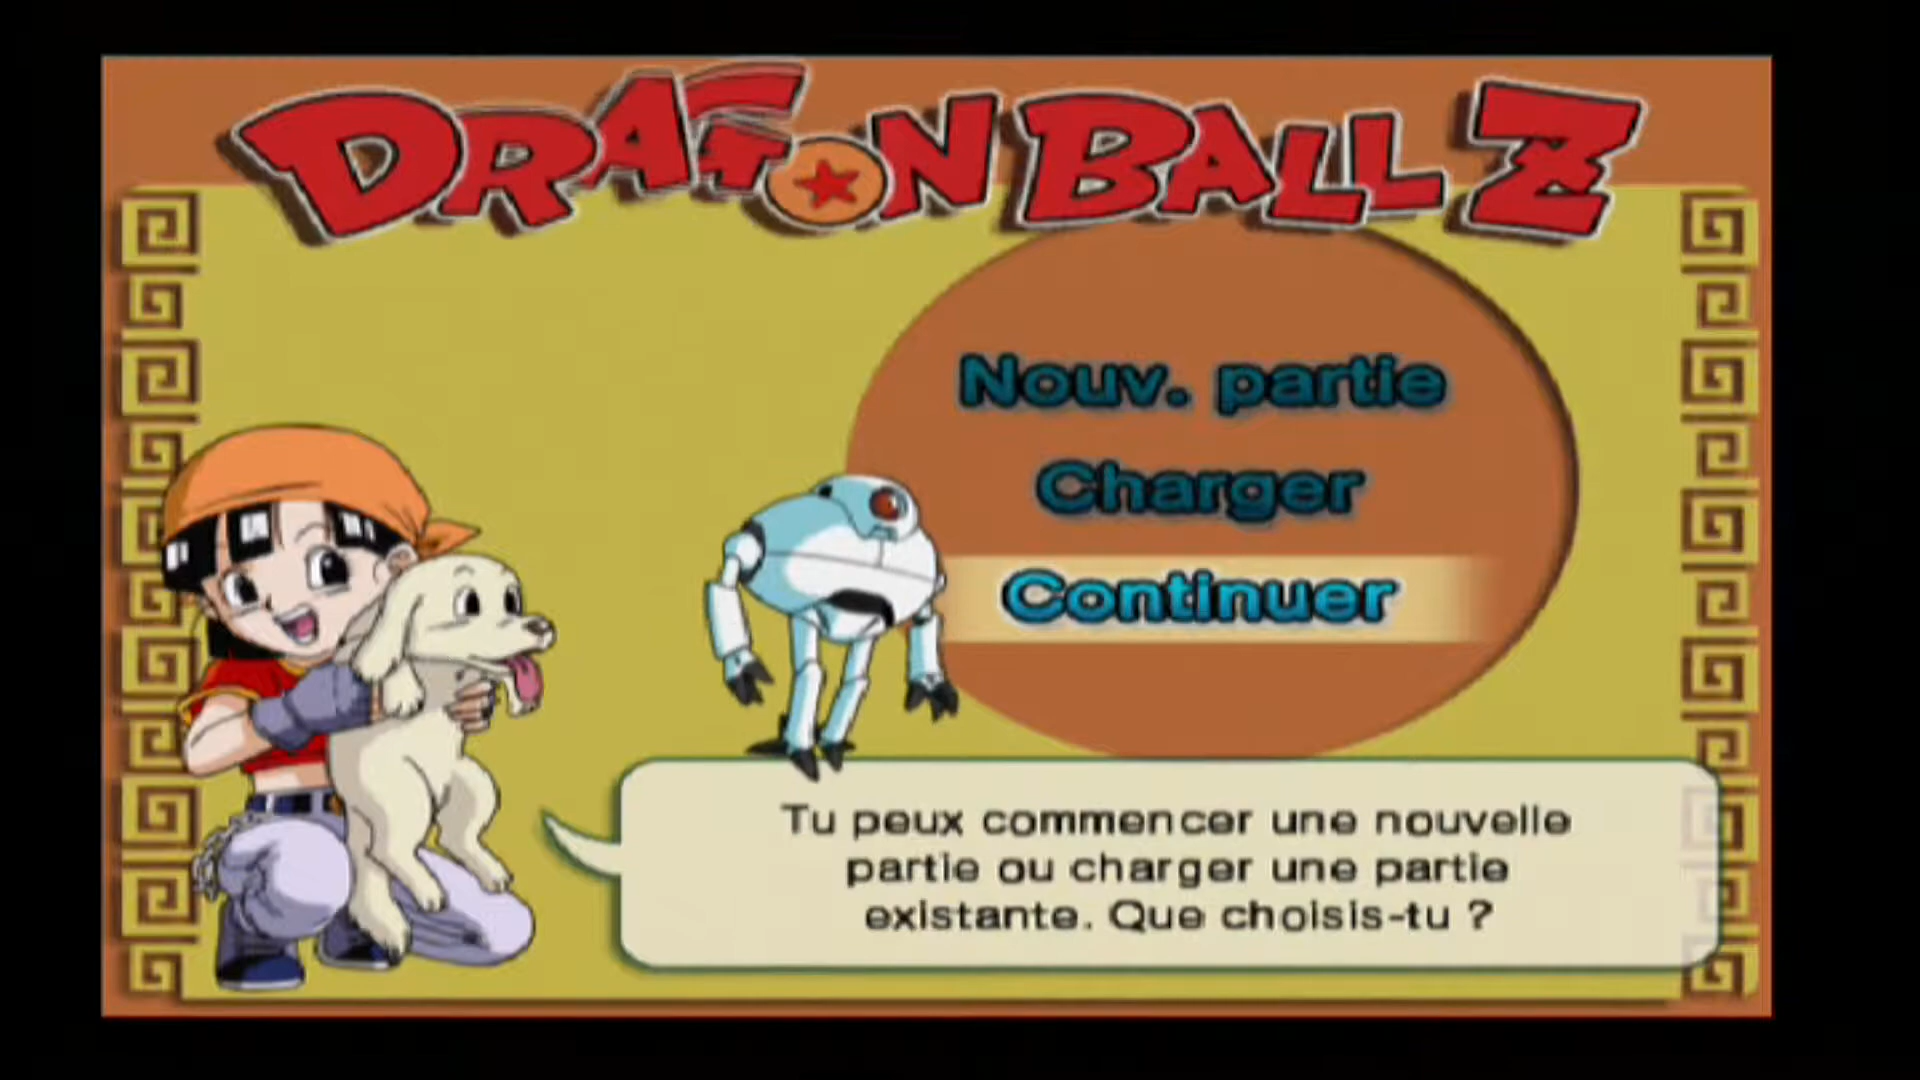 DRAGON BALL Z
Nouv. partie
Charger
Continuer
Tu peux commencer une nouvelle
partie ou charger une partie
existante. Que choisis-tu ?